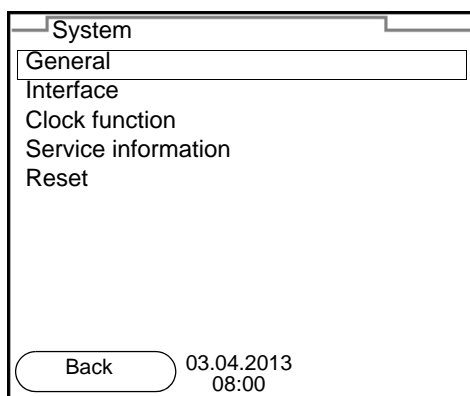 System
General
Interface
Clock function
Service information
Reset
Back
03.04.2013
08:00